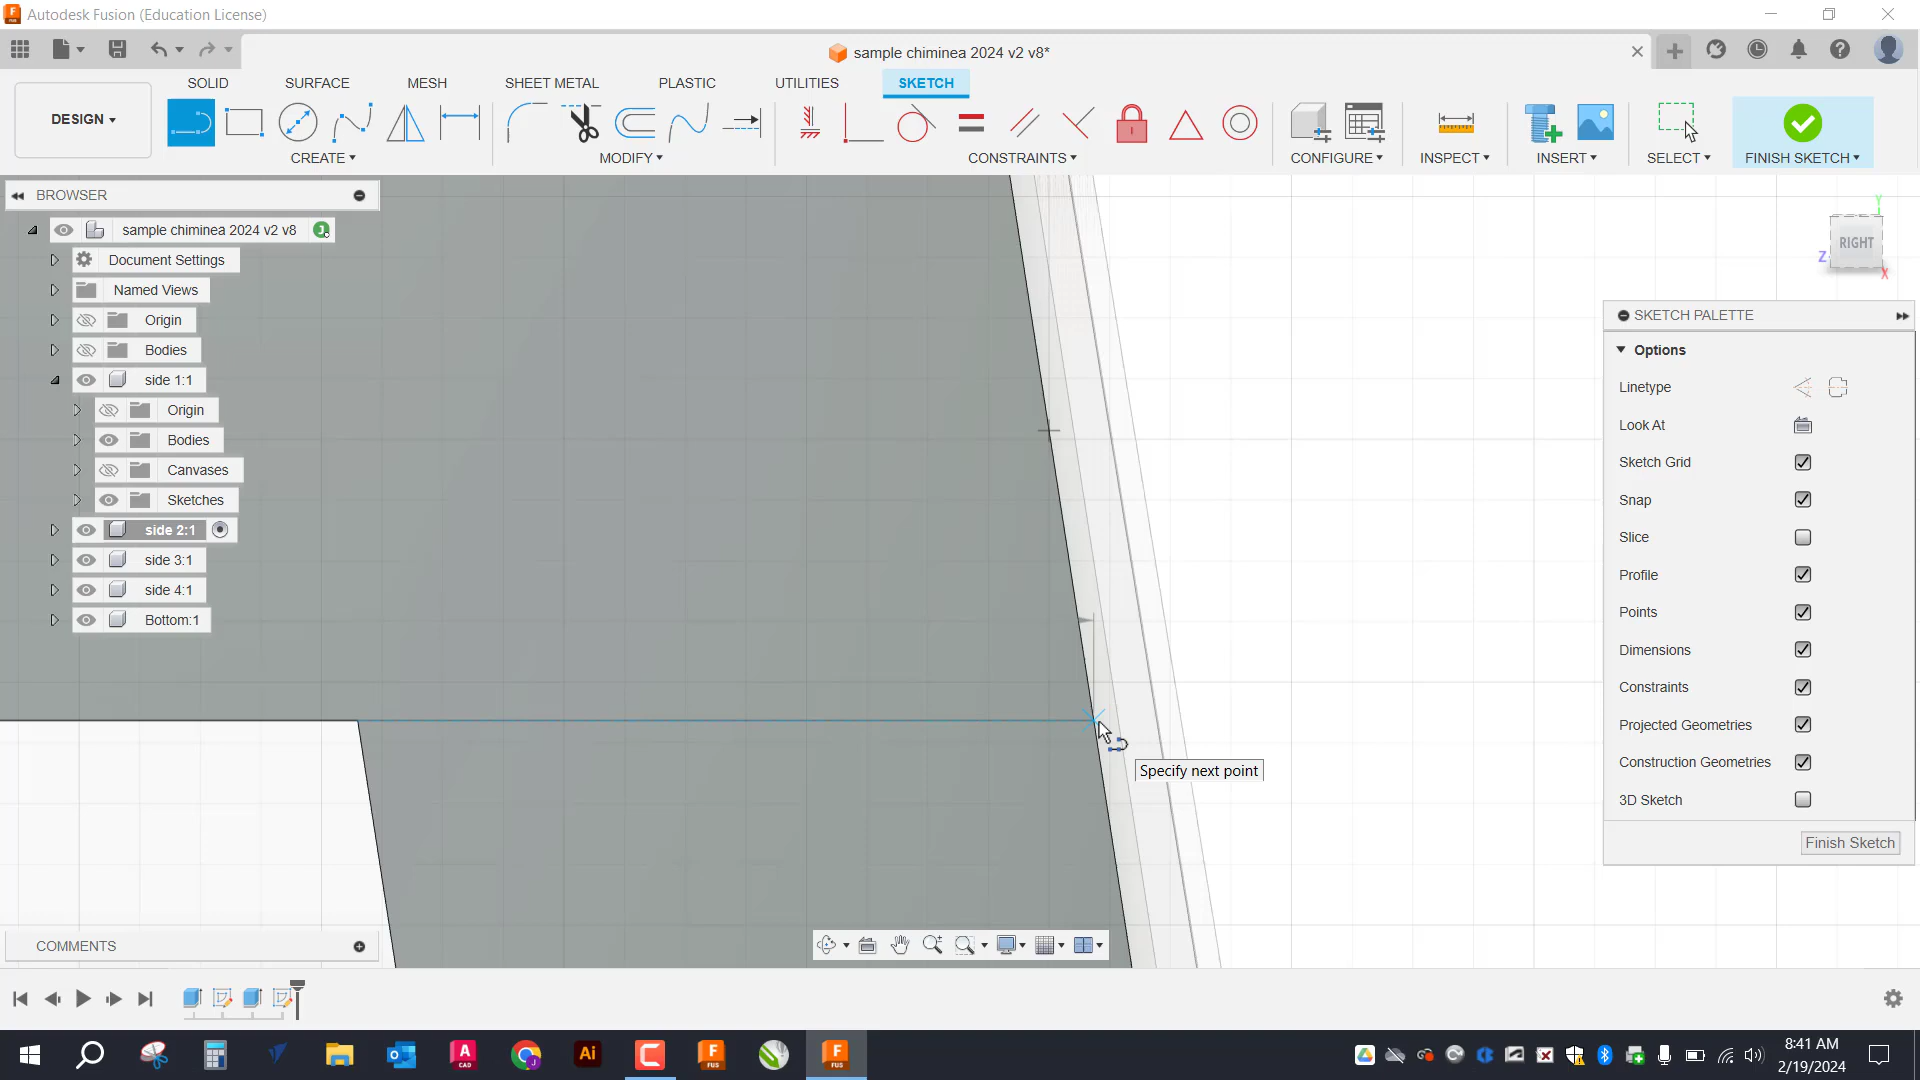 Autodesk Fusion (Education License)
sample chiminea 2024 v2 v8*
DESIGN
SOLID
SURFACE
MESH
SHEET METAL
PLASTIC
UTILITIES
SKETCH
CREATE
MODIFY
CONSTRAINTS
CONFIGURE
INSPECT
INSERT
SELECT
FINISH SKETCH
BROWSER
sample chiminea 2024 v2 v8
Document Settings
Named Views
Origin
Bodies
side 1:1
Origin
Bodies
Canvases
Sketches
side 2:1
side 3:1
side 4:1
Bottom:1
Y
RIGHT
Z
X
SKETCH PALETTE
Options
Linetype
Look At
Sketch Grid
Snap
Slice
Profile
Points
Dimensions
Constraints
Projected Geometries
Construction Geometries
3D Sketch
Finish Sketch
Specify next point
COMMENTS
8:41 AM
2/19/2024